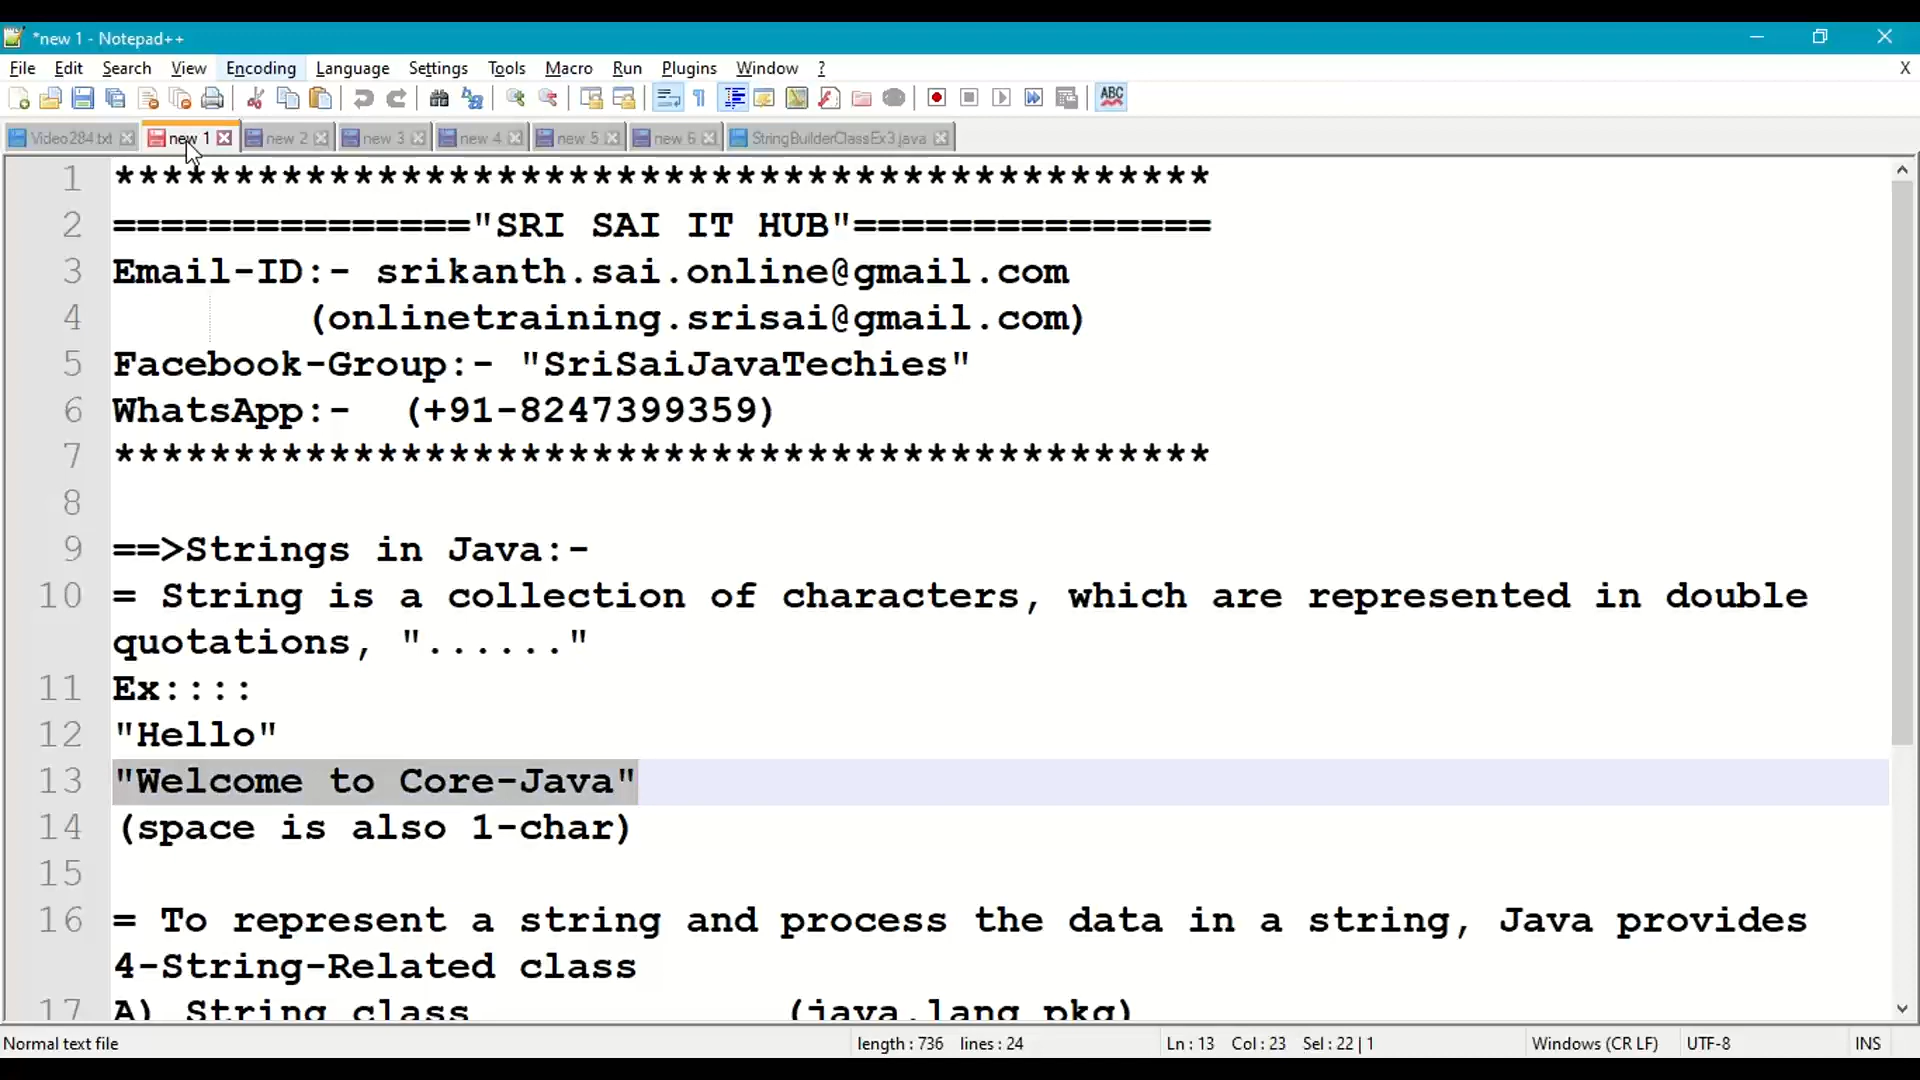 *new 1 - Notepad++
File Edit Search View Encoding Language Settings Tools Macro Run Plugins Window ? X
ABC
Video284.txt new 1 new 2 new 3 new 4 new 5 new 6 StringBuilderClassEx3.java
1 **********************************************
2 ==============="SRI SAI IT HUB"===============
3 Email-ID:- srikanth.sai.online@gmail.com
4 (onlinetraining.srisai@gmail.com)
5 Facebook-Group:- "SriSaiJavaTechies"
6 WhatsApp:- (+91-8247399359)
7 **********************************************
8
9 ==>Strings in Java:-
10 = String is a collection of characters, which are represented in double
quotations, "......"
11 Ex::::
12 "Hello"
13 "Welcome to Core-Java"
14 (space is also 1-char)
15
16 = To represent a string and process the data in a string, Java provides
4-String-Related class
17 A) String class (java.lang pkg)
Normal text file length : 736 lines : 24 Ln : 13 Col : 23 Sel : 22 | 1 Windows (CR LF) UTF-8 INS